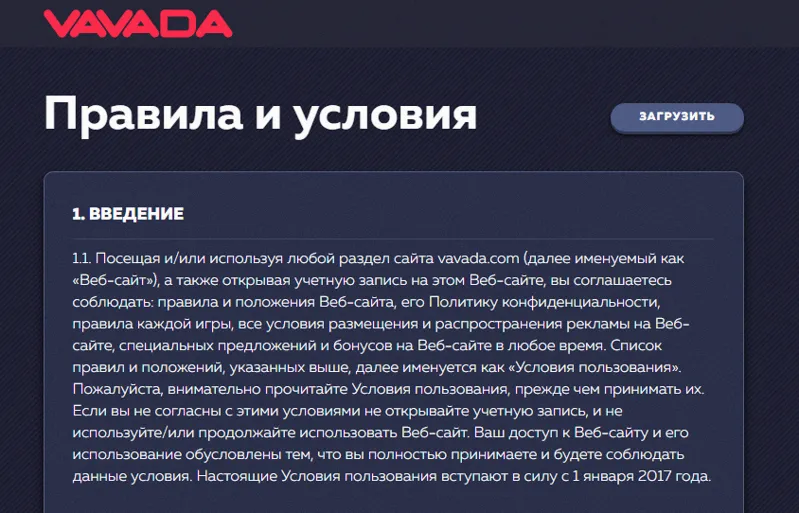 VAVADA
Правила и условия
ЗАГРУЗИТЬ
1. ВВЕДЕНИЕ
1.1. Посещая и/или используя любой раздел сайта vavada.com (далее именуемый как
«Веб-сайт»), а также открывая учетную запись на этом Веб-сайте, вы соглашаетесь
соблюдать: правила и положения Веб-сайта, его Политику конфиденциальности,
правила каждой игры, все условия размещения и распространения рекламы на Веб-
сайте, специальных предложений и бонусов на Веб-сайте в любое время. Список
правил и положений, указанных выше, далее именуется как «Условия пользования».
Пожалуйста, внимательно прочитайте Условия пользования, прежде чем принимать их.
Если вы не согласны с этими условиями не открывайте учетную запись, и не
используйте/или продолжайте использовать Веб-сайт. Ваш доступ к Веб-сайту и его
использование обусловлены тем, что вы полностью принимаете и будете соблюдать
данные условия. Настоящие Условия пользования вступают в силу с 1 января 2017 года.